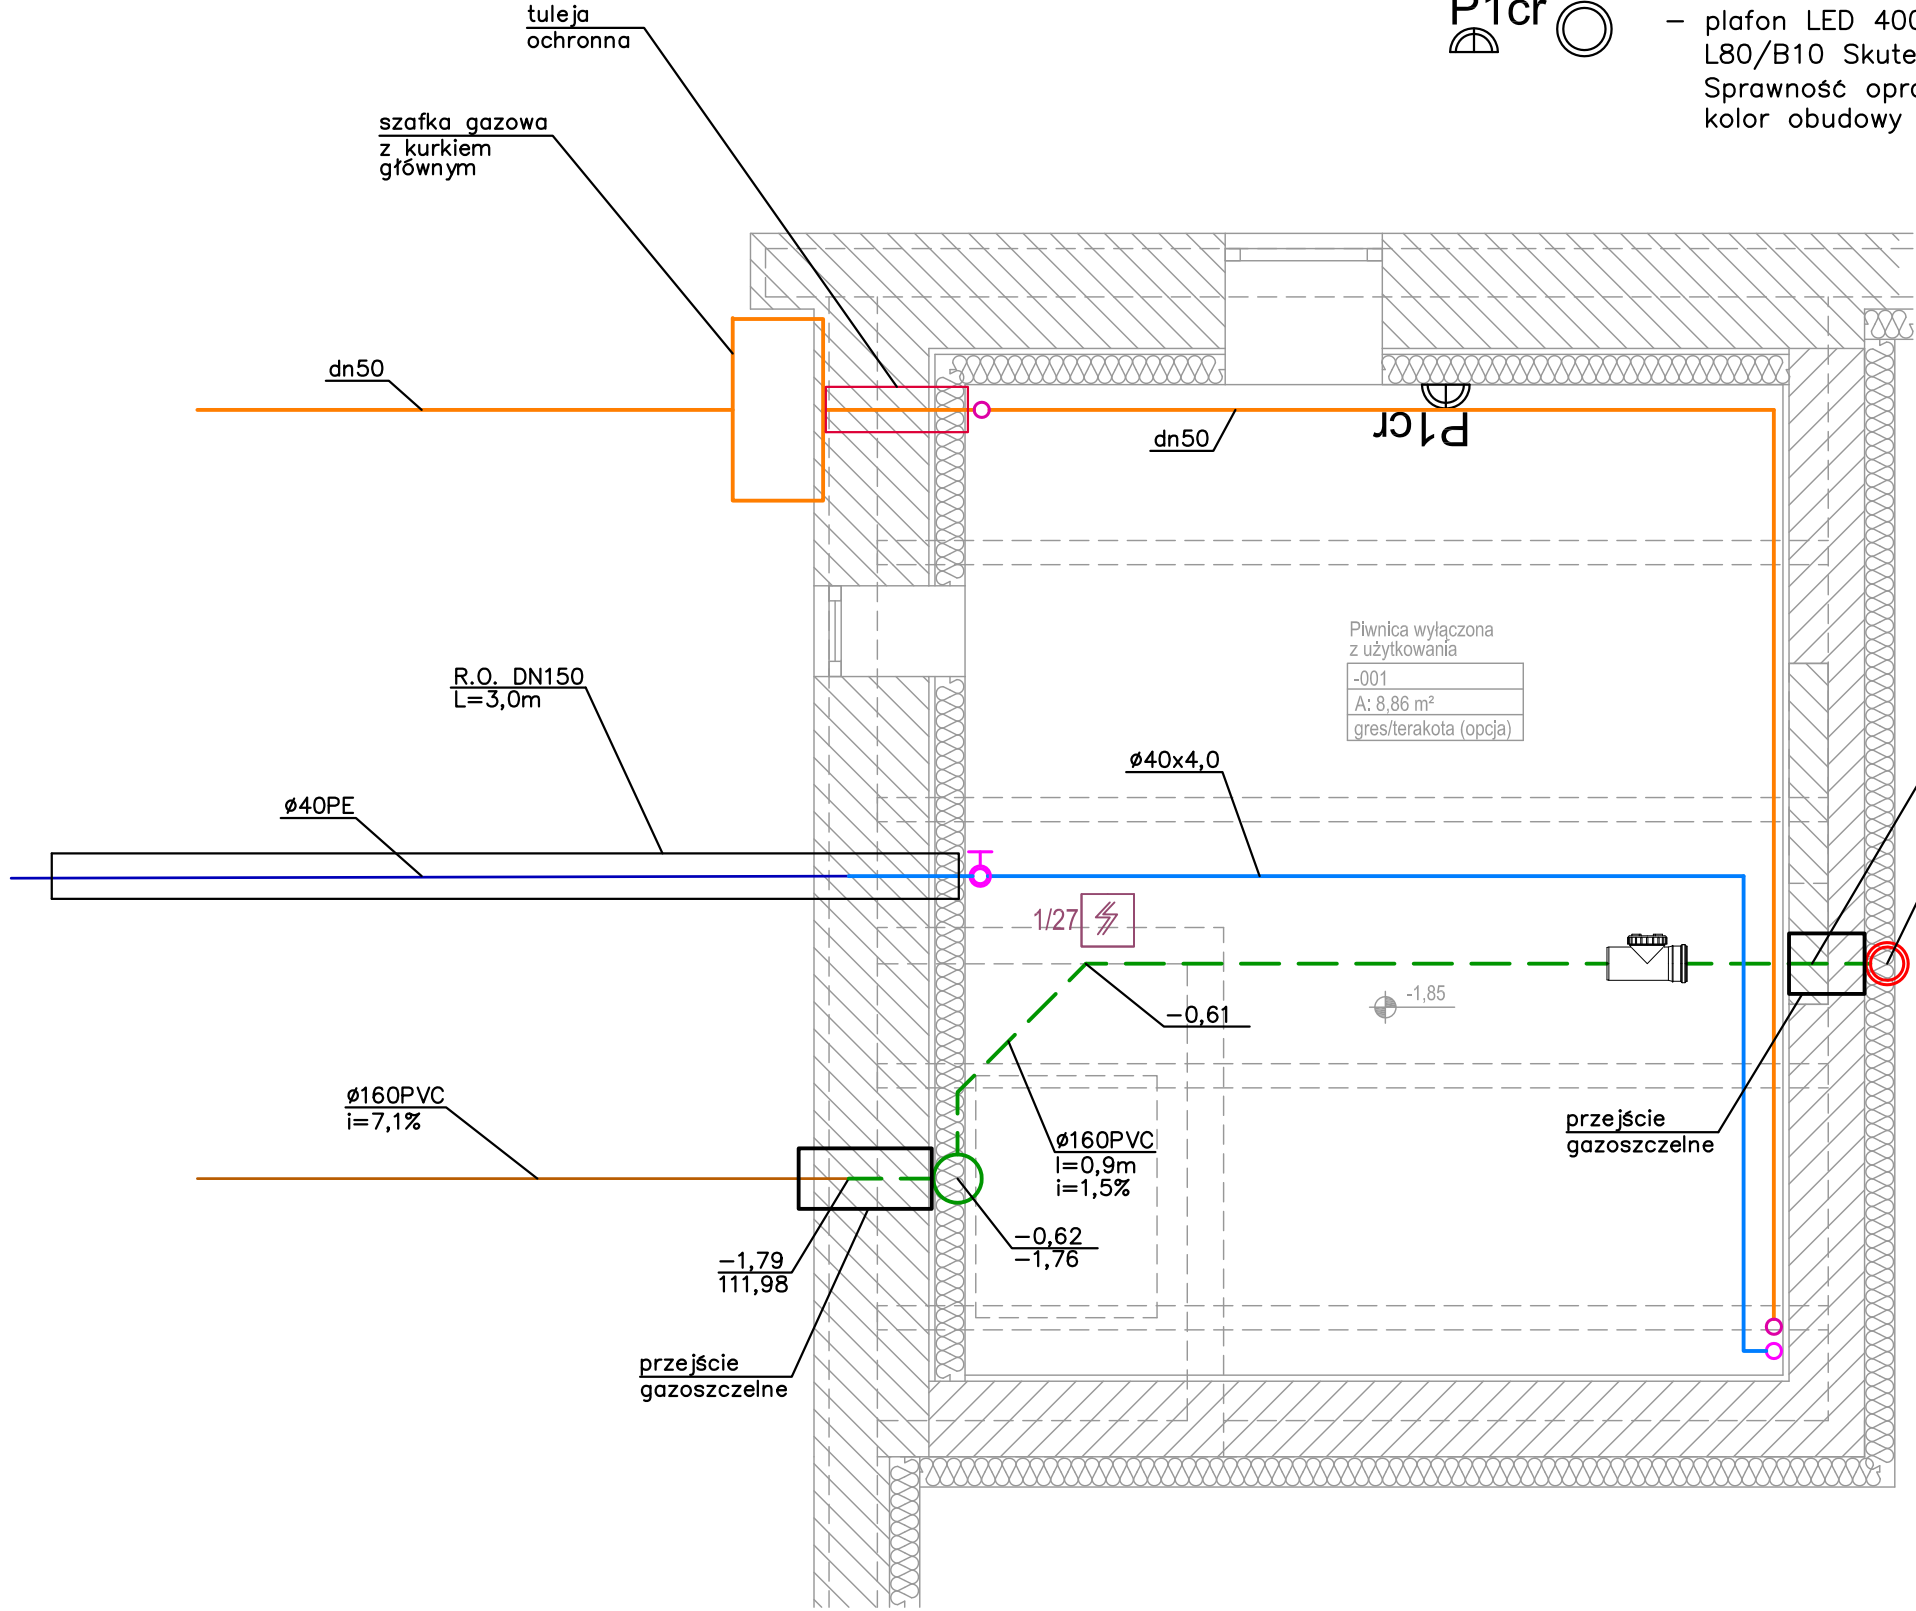 tuleja
ochronna
P1cr
– plafon LED 400
L80/B10 Skute
Sprawność opra
kolor obudowy
szafka gazowa
z kurkiem
głównym
dn50
dn50
P1cr
Piwnica wyłączona
z użytkowania
-001
A: 8,86 m²
gres/terakota (opcja)
R.O. DN150
L=3,0m
ø40x4,0
ø40PE
1/27
-1,85
-0,61
ø160PVC
i=7,1%
przejście
gazoszczelne
ø160PVC
l=0,9m
i=1,5%
-0,62
-1,76
-1,79
111,98
przejście
gazoszczelne